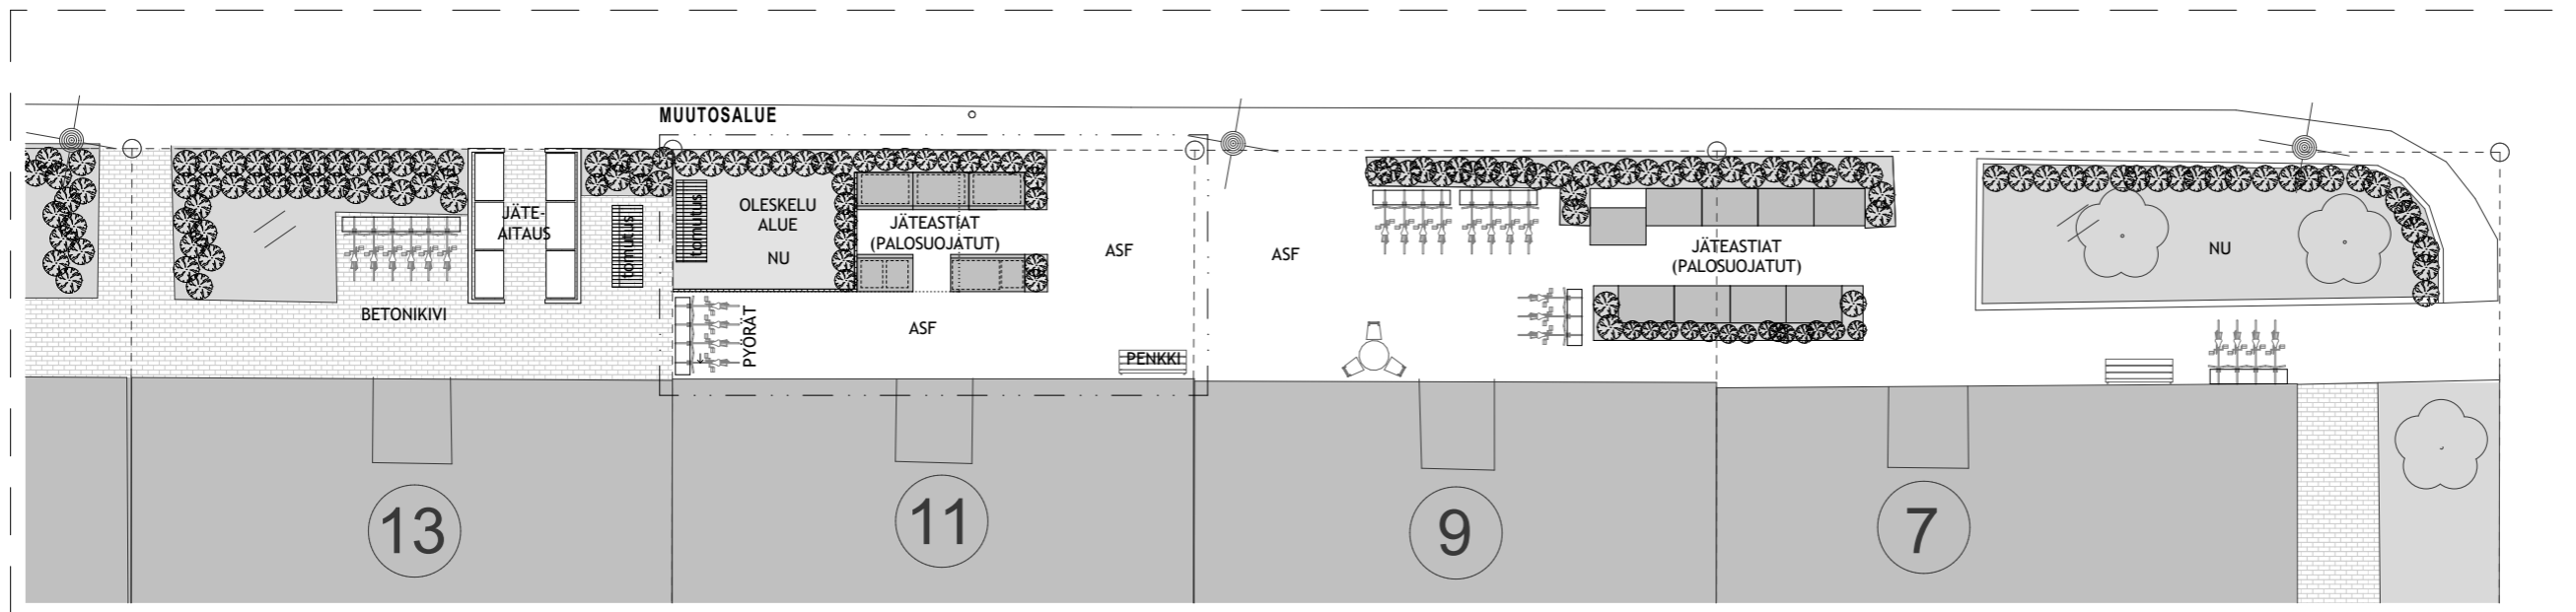 MUUTOSALUE
JÄTE-
AITAUS
tomutus
tomutus
OLESKELU
ALUE
NU
JÄTEASTIAT
(PALOSUOJATUT)
ASF
ASF
JÄTEASTIAT
(PALOSUOJATUT)
NU
BETONIKIVI
PYÖRÄT
ASF
PENKKI
13
11
9
7